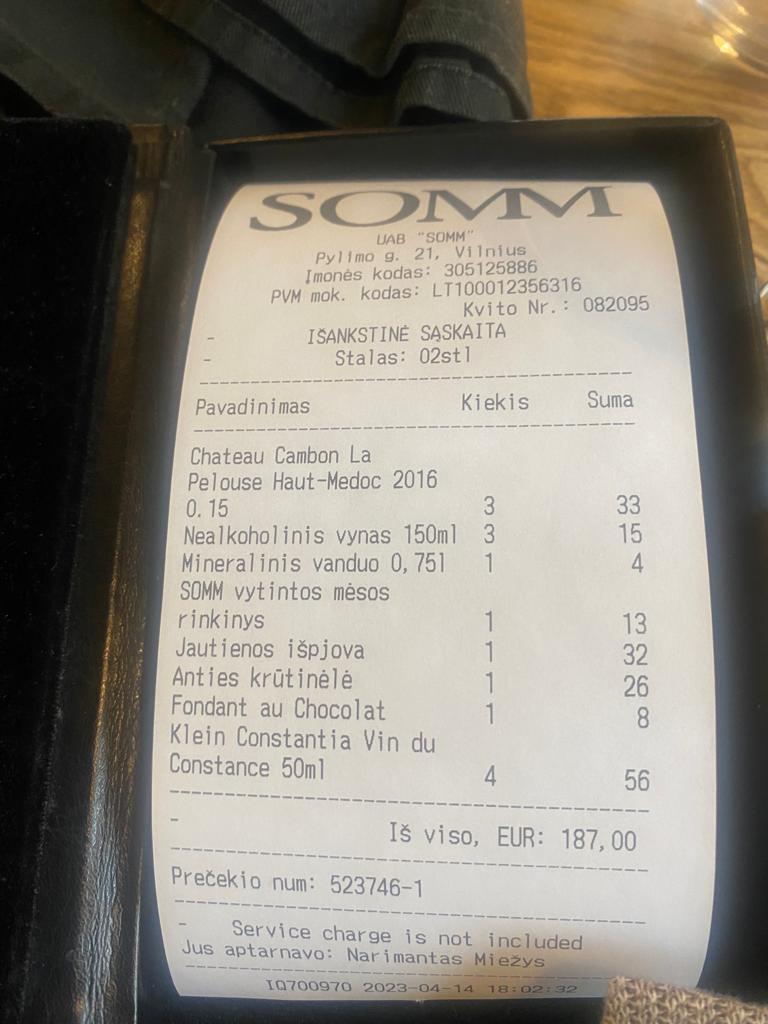 SOMM
UAB "SOMM"
Pylimo g. 21, Vilnius
Įmonės kodas: 305125886
PVM mok. kodas: LT100012356316
Kvito Nr.: 082095
- IŠANKSTINĖ SĄSKAITA
- Stalas: 02stl
Pavadinimas Kiekis Suma
Chateau Cambon La
Pelouse Haut-Medoc 2016
0.15 3 33
Nealkoholinis vynas 150ml 3 15
Mineralinis vanduo 0,75l 1 4
SOMM vytintos mėsos
rinkinys 1 13
Jautienos išpjova 1 32
Anties krūtinėlė 1 26
Fondant au Chocolat 1 8
Klein Constantia Vin du
Constance 50ml 4 56
-
Iš viso, EUR: 187,00
Prečekio num: 523746-1
- Service charge is not included
Jus aptarnavo: Narimantas Miežys
IQ700970 2023-04-14 18:02:32